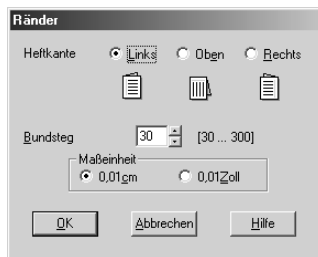 Ränder
Heftkante Links Oben Rechts
Bundsteg 30 [30 ... 300]
Maßeinheit
0,01cm 0,01Zoll
OK Abbrechen Hilfe